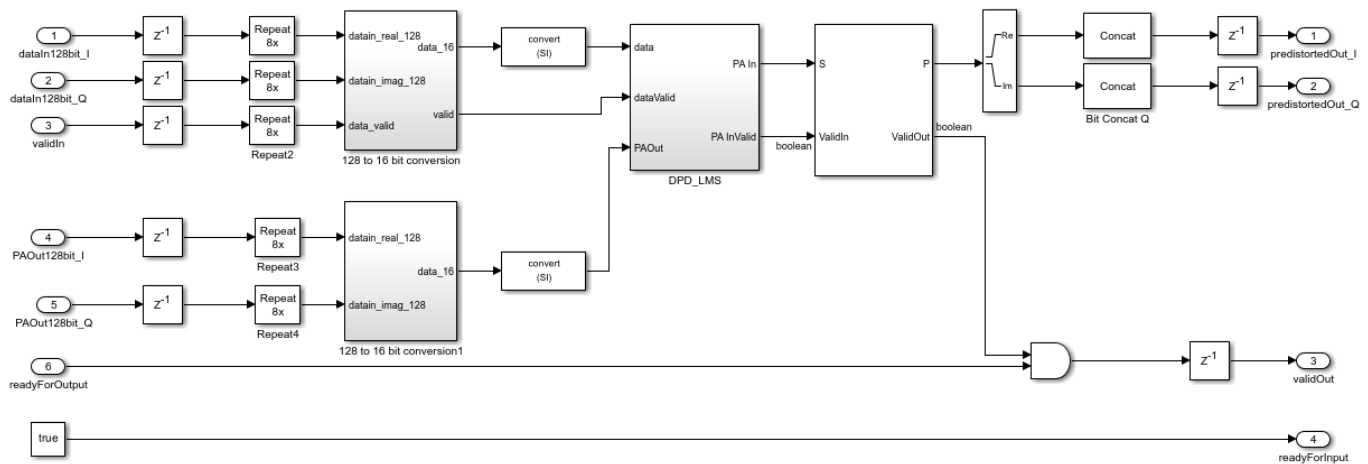 1
dataIn128bit_I
Z-1
Repeat
8x
datain_real_128
data_16
convert
(SI)
data
PA In
S
P
Re
Im
Concat
Z-1
1
predistortedOut_I
2
dataIn128bit_Q
Z-1
Repeat
8x
datain_imag_128
dataValid
Concat
Bit Concat Q
Z-1
2
predistortedOut_Q
3
validIn
Z-1
Repeat
8x
Repeat2
data_valid
valid
128 to 16 bit conversion
PAOut
PA InValid
boolean
DPD_LMS
ValidIn
ValidOut
boolean
4
PAOut128bit_I
Z-1
Repeat
8x
Repeat3
datain_real_128
data_16
convert
(SI)
5
PAOut128bit_Q
Z-1
Repeat
8x
Repeat4
datain_imag_128
128 to 16 bit conversion1
6
readyForOutput
Z-1
3
validOut
true
4
readyForInput